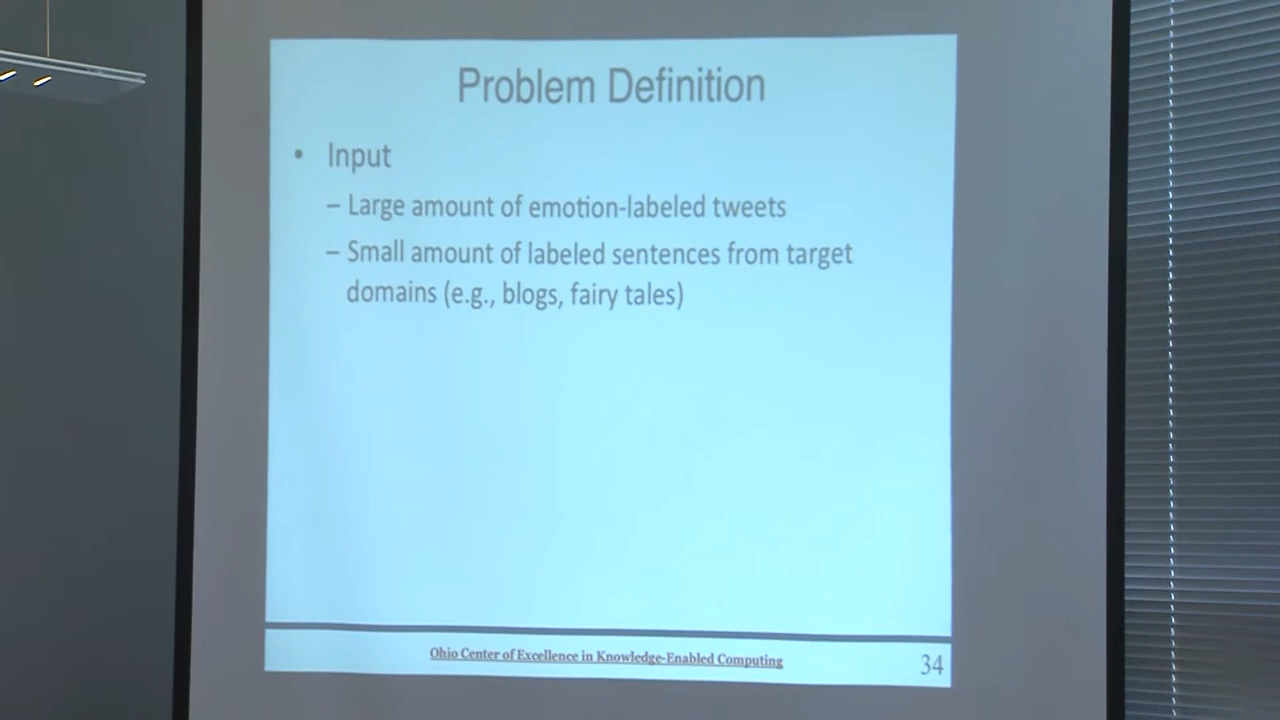 Problem Definition
• Input
– Large amount of emotion-labeled tweets
– Small amount of labeled sentences from target
domains (e.g., blogs, fairy tales)
Ohio Center of Excellence in Knowledge-Enabled Computing
34